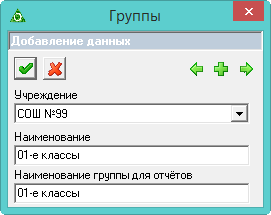 Группы
Добавление данных
Учреждение
СОШ №99
Наименование
01-е классы
Наименование группы для отчётов
01-е классы